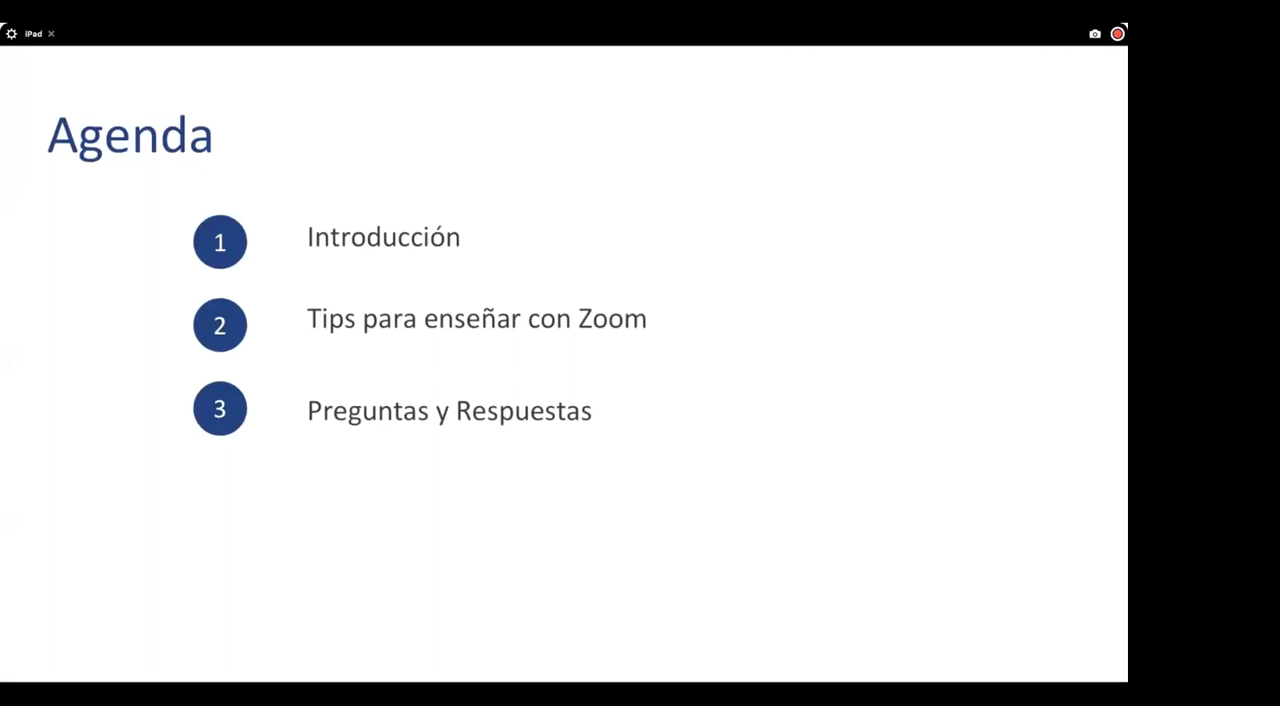 iPad
Agenda
1 Introducción
2 Tips para enseñar con Zoom
3 Preguntas y Respuestas